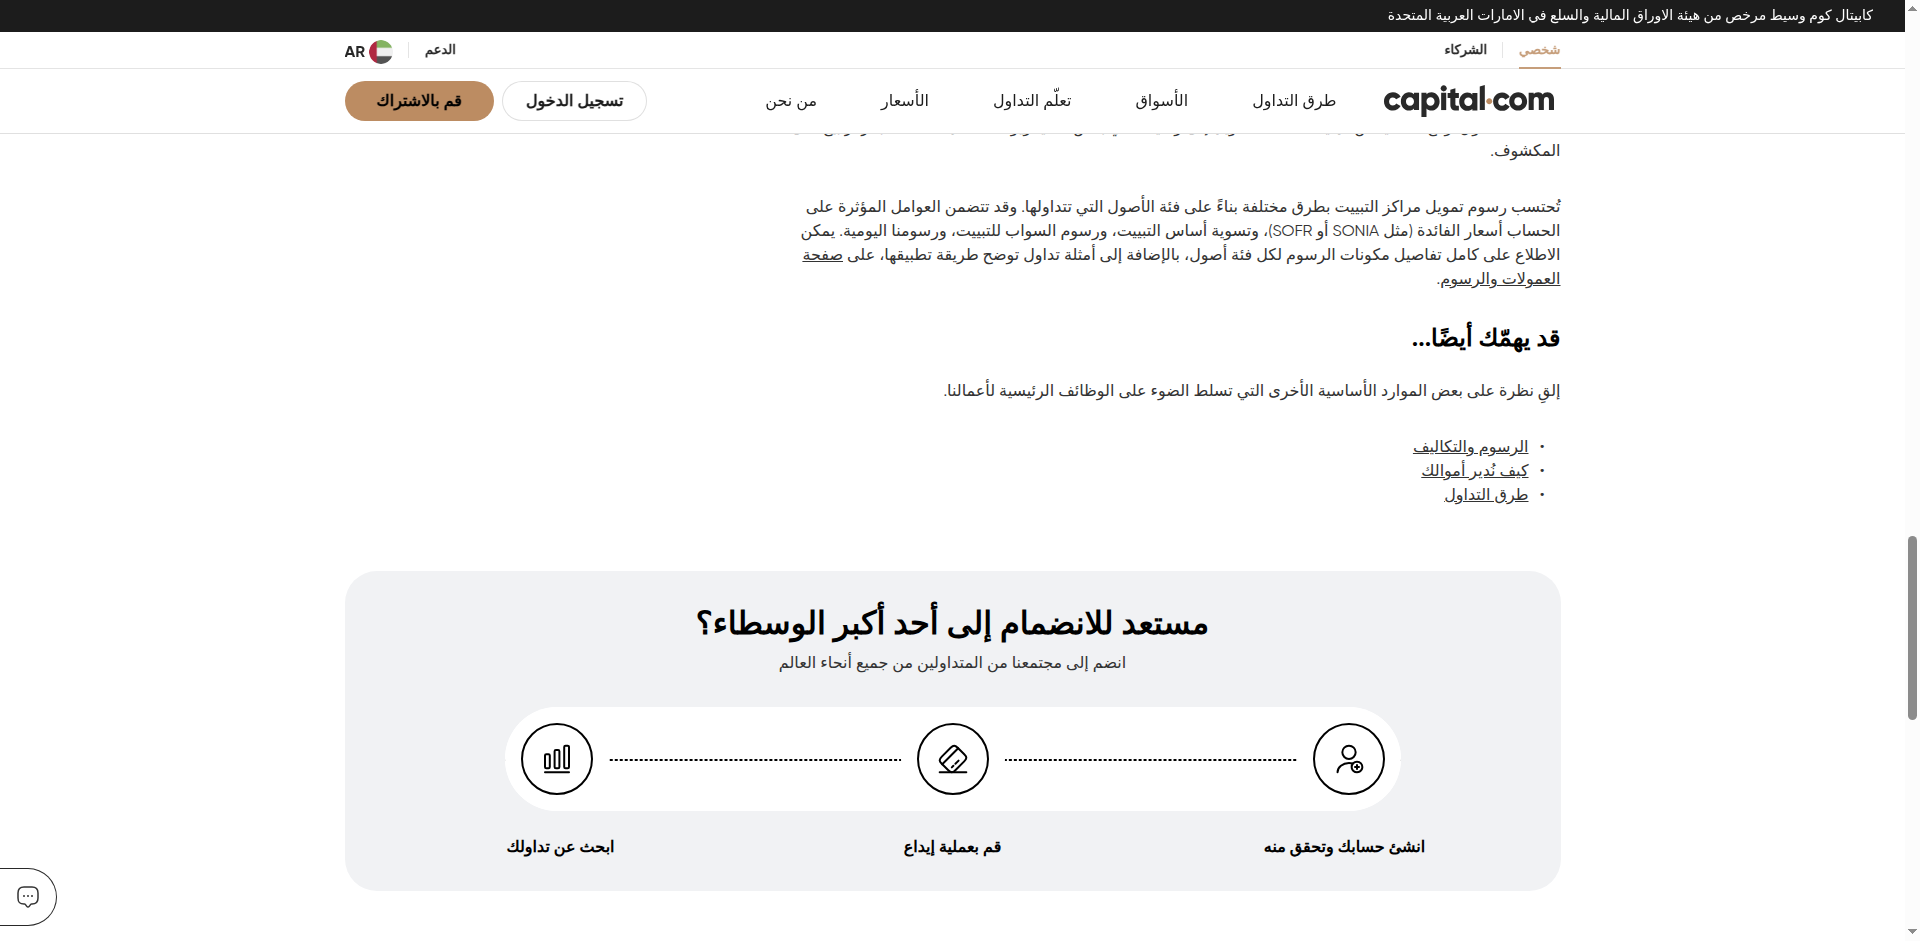 كابيتال كوم وسيط مرخص من هيئة الاوراق المالية والسلع في الامارات العربية المتحدة
شخصي
الشركاء
الدعم
AR
capital.com
طرق التداول
الأسواق
تعلّم التداول
الأسعار
من نحن
تسجيل الدخول
قم بالاشتراك
المكشوف.
تُحتسب رسوم تمويل مراكز التبييت بطرق مختلفة بناءً على فئة الأصول التي تتداولها. وقد تتضمن العوامل المؤثرة على
الحساب أسعار الفائدة (مثل SONIA أو SOFR)، وتسوية أساس التبييت، ورسوم السواب للتبييت، ورسومنا اليومية. يمكن
الاطلاع على كامل تفاصيل مكونات الرسوم لكل فئة أصول، بالإضافة إلى أمثلة تداول توضح طريقة تطبيقها، على صفحة
العمولات والرسوم.
قد يهمّك أيضًا...
إلقِ نظرة على بعض الموارد الأساسية الأخرى التي تسلط الضوء على الوظائف الرئيسية لأعمالنا.
• الرسوم والتكاليف
• كيف نُدير أموالك
• طرق التداول
مستعد للانضمام إلى أحد أكبر الوسطاء؟
انضم إلى مجتمعنا من المتداولين من جميع أنحاء العالم
انشئ حسابك وتحقق منه
قم بعملية إيداع
ابحث عن تداولك